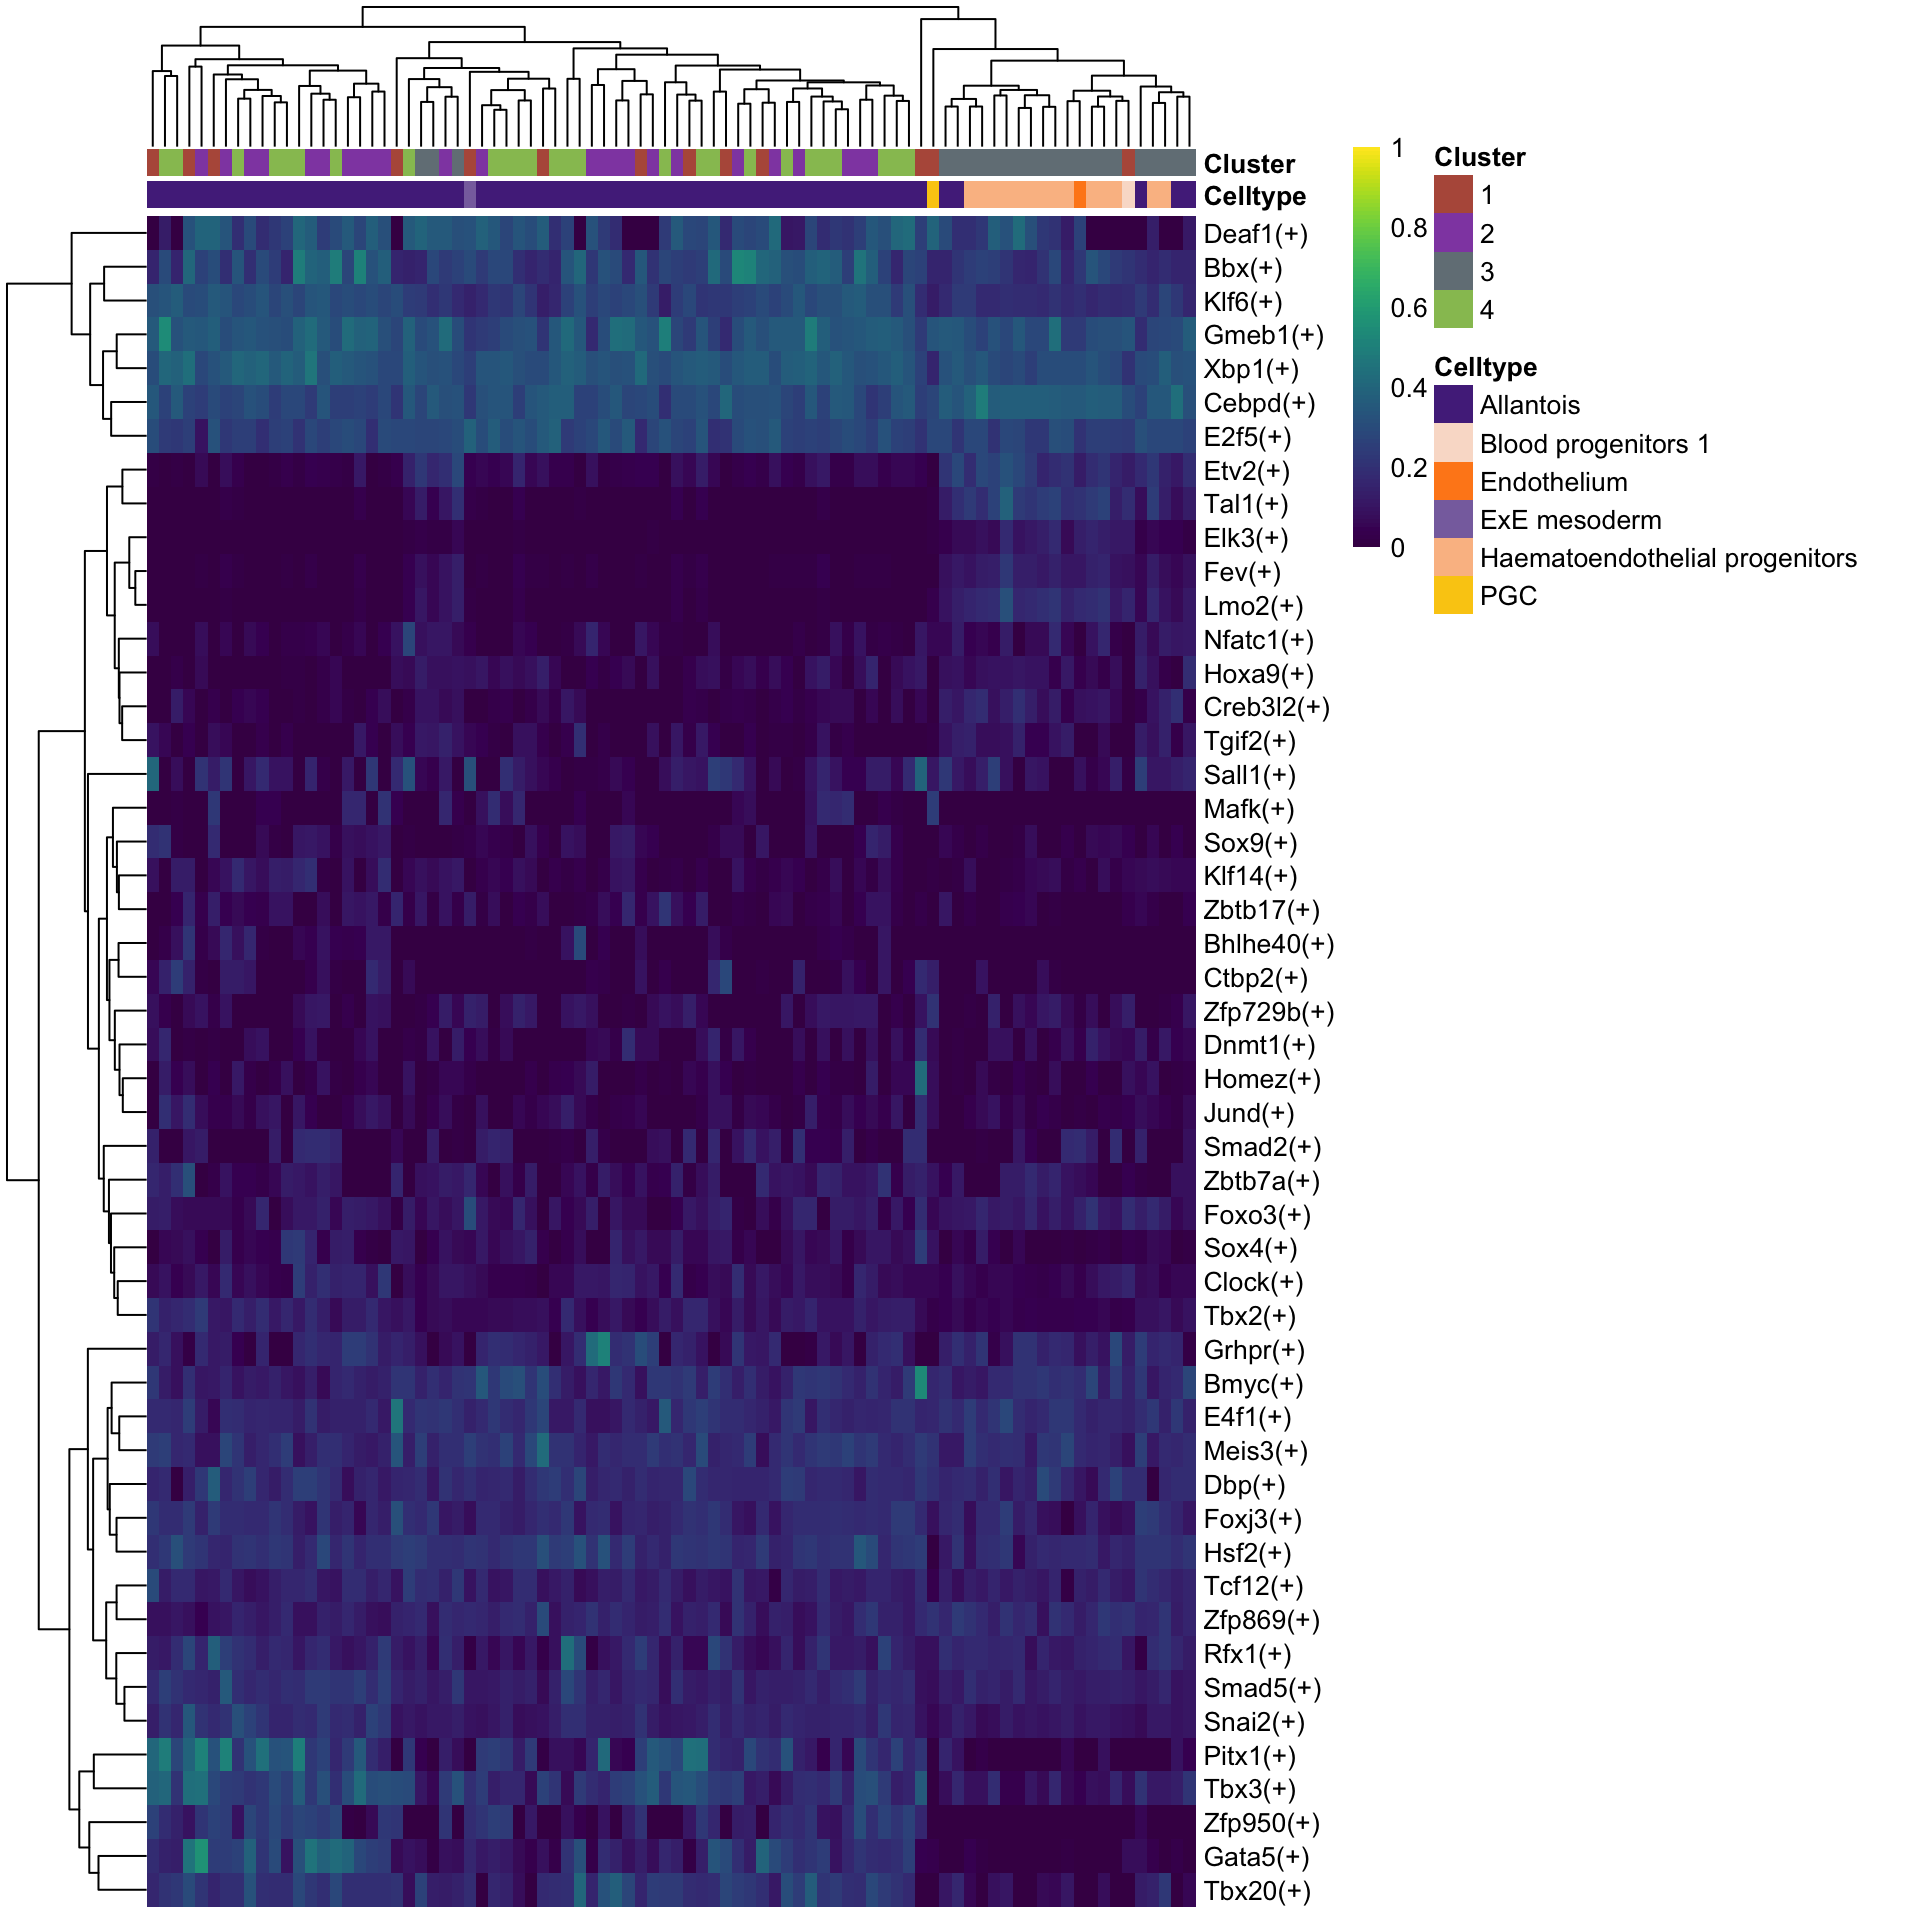 Cluster
Celltype
Deaf1(+)
Bbx(+)
Klf6(+)
Gmeb1(+)
Xbp1(+)
Cebpd(+)
E2f5(+)
Etv2(+)
Tal1(+)
Elk3(+)
Fev(+)
Lmo2(+)
Nfatc1(+)
Hoxa9(+)
Creb3l2(+)
Tgif2(+)
Sall1(+)
Mafk(+)
Sox9(+)
Klf14(+)
Zbtb17(+)
Bhlhe40(+)
Ctbp2(+)
Zfp729b(+)
Dnmt1(+)
Homez(+)
Jund(+)
Smad2(+)
Zbtb7a(+)
Foxo3(+)
Sox4(+)
Clock(+)
Tbx2(+)
Grhpr(+)
Bmyc(+)
E4f1(+)
Meis3(+)
Dbp(+)
Foxj3(+)
Hsf2(+)
Tcf12(+)
Zfp869(+)
Rfx1(+)
Smad5(+)
Snai2(+)
Pitx1(+)
Tbx3(+)
Zfp950(+)
Gata5(+)
Tbx20(+)
1
0.8
0.6
0.4
0.2
0
Cluster
1
2
3
4
Celltype
Allantois
Blood progenitors 1
Endothelium
ExE mesoderm
Haematoendothelial progenitors
PGC